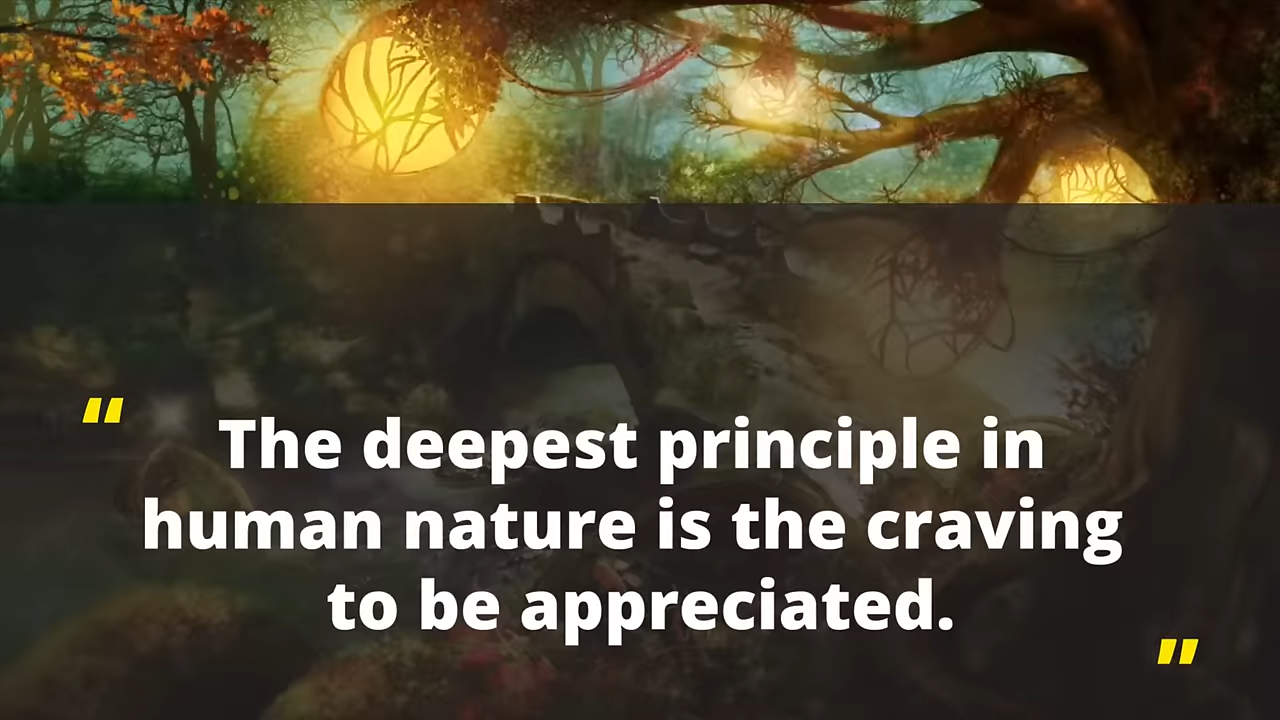 "The deepest principle in
human nature is the craving
to be appreciated."